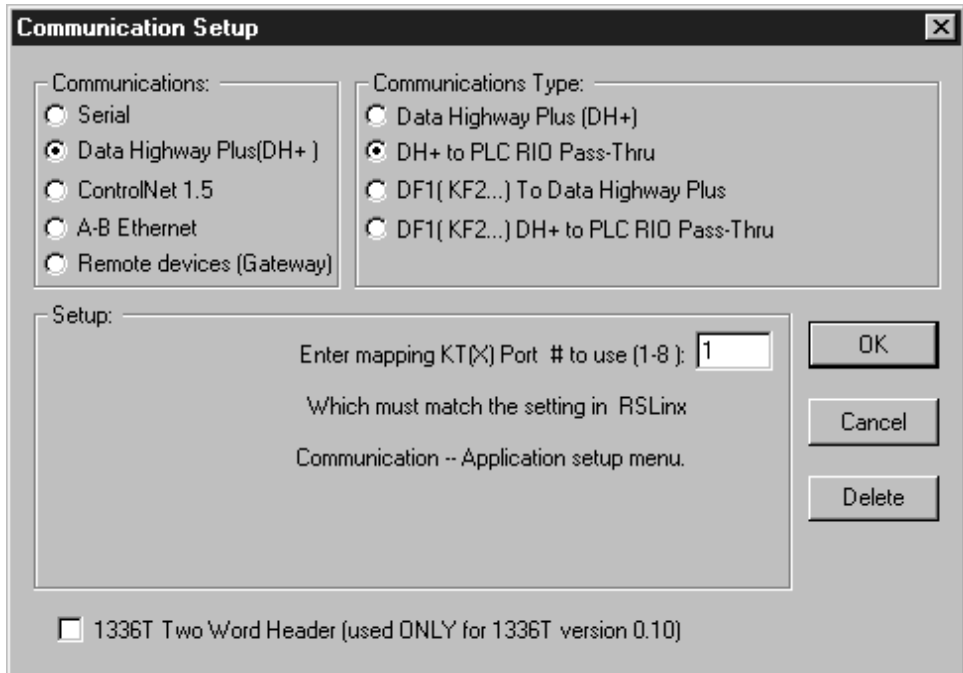 Communication Setup
Communications:
Serial
Data Highway Plus(DH+ )
ControlNet 1.5
A-B Ethernet
Remote devices (Gateway)
Communications Type:
Data Highway Plus (DH+)
DH+ to PLC RIO Pass-Thru
DF1( KF2...) To Data Highway Plus
DF1( KF2...) DH+ to PLC RIO Pass-Thru
Setup:
Enter mapping KT(X) Port # to use (1-8 ): 1
Which must match the setting in RSLinx
Communication -- Application setup menu.
OK
Cancel
Delete
1336T Two Word Header (used ONLY for 1336T version 0.10)